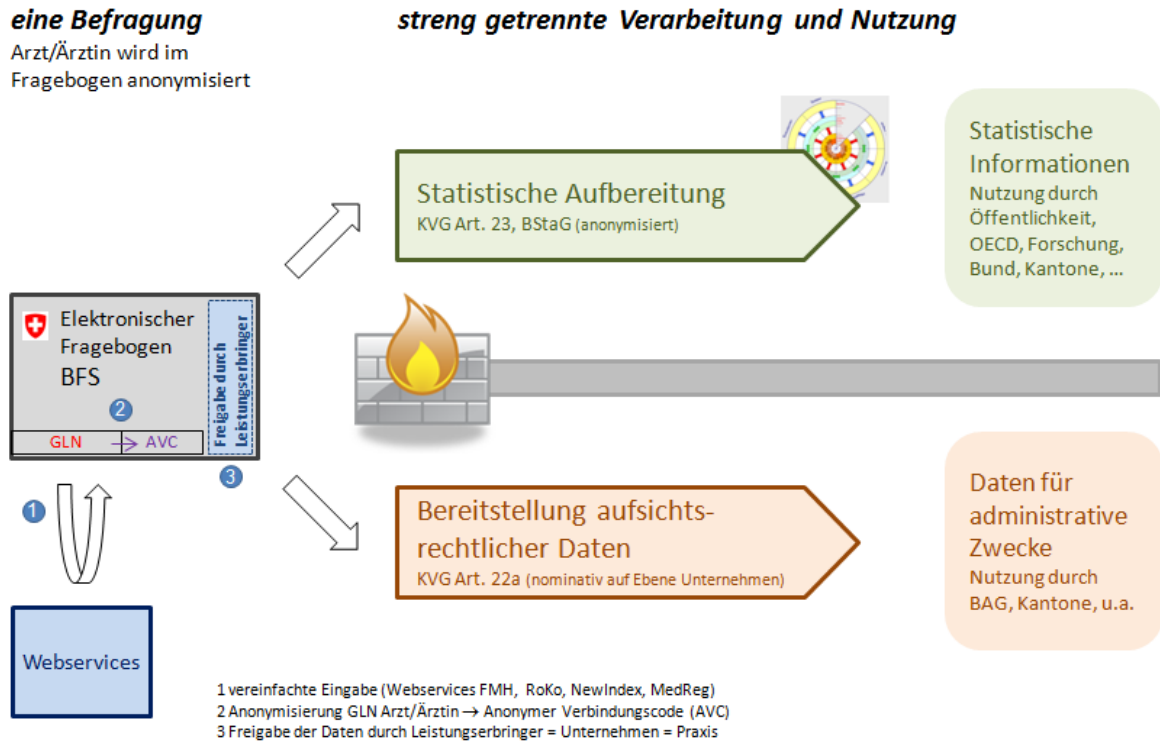 eine Befragung
Arzt/Ärztin wird im
Fragebogen anonymisiert
streng getrennte Verarbeitung und Nutzung
Statistische Aufbereitung
KVG Art. 23, BStaG (anonymisiert)
Statistische
Informationen
Nutzung durch
Öffentlichkeit,
OECD, Forschung,
Bund, Kantone, ...
Elektronischer
Fragebogen
BFS
2
GLN → AVC
Freigabe durch
Leistungserbringer
3
1
Webservices
Bereitstellung aufsichts-
rechtlicher Daten
KVG Art. 22a (nominativ auf Ebene Unternehmen)
Daten für
administrative
Zwecke
Nutzung durch
BAG, Kantone, u.a.
1 vereinfachte Eingabe (Webservices FMH, RoKo, NewIndex, MedReg)
2 Anonymisierung GLN Arzt/Ärztin → Anonymer Verbindungscode (AVC)
3 Freigabe der Daten durch Leistungserbringer = Unternehmen = Praxis